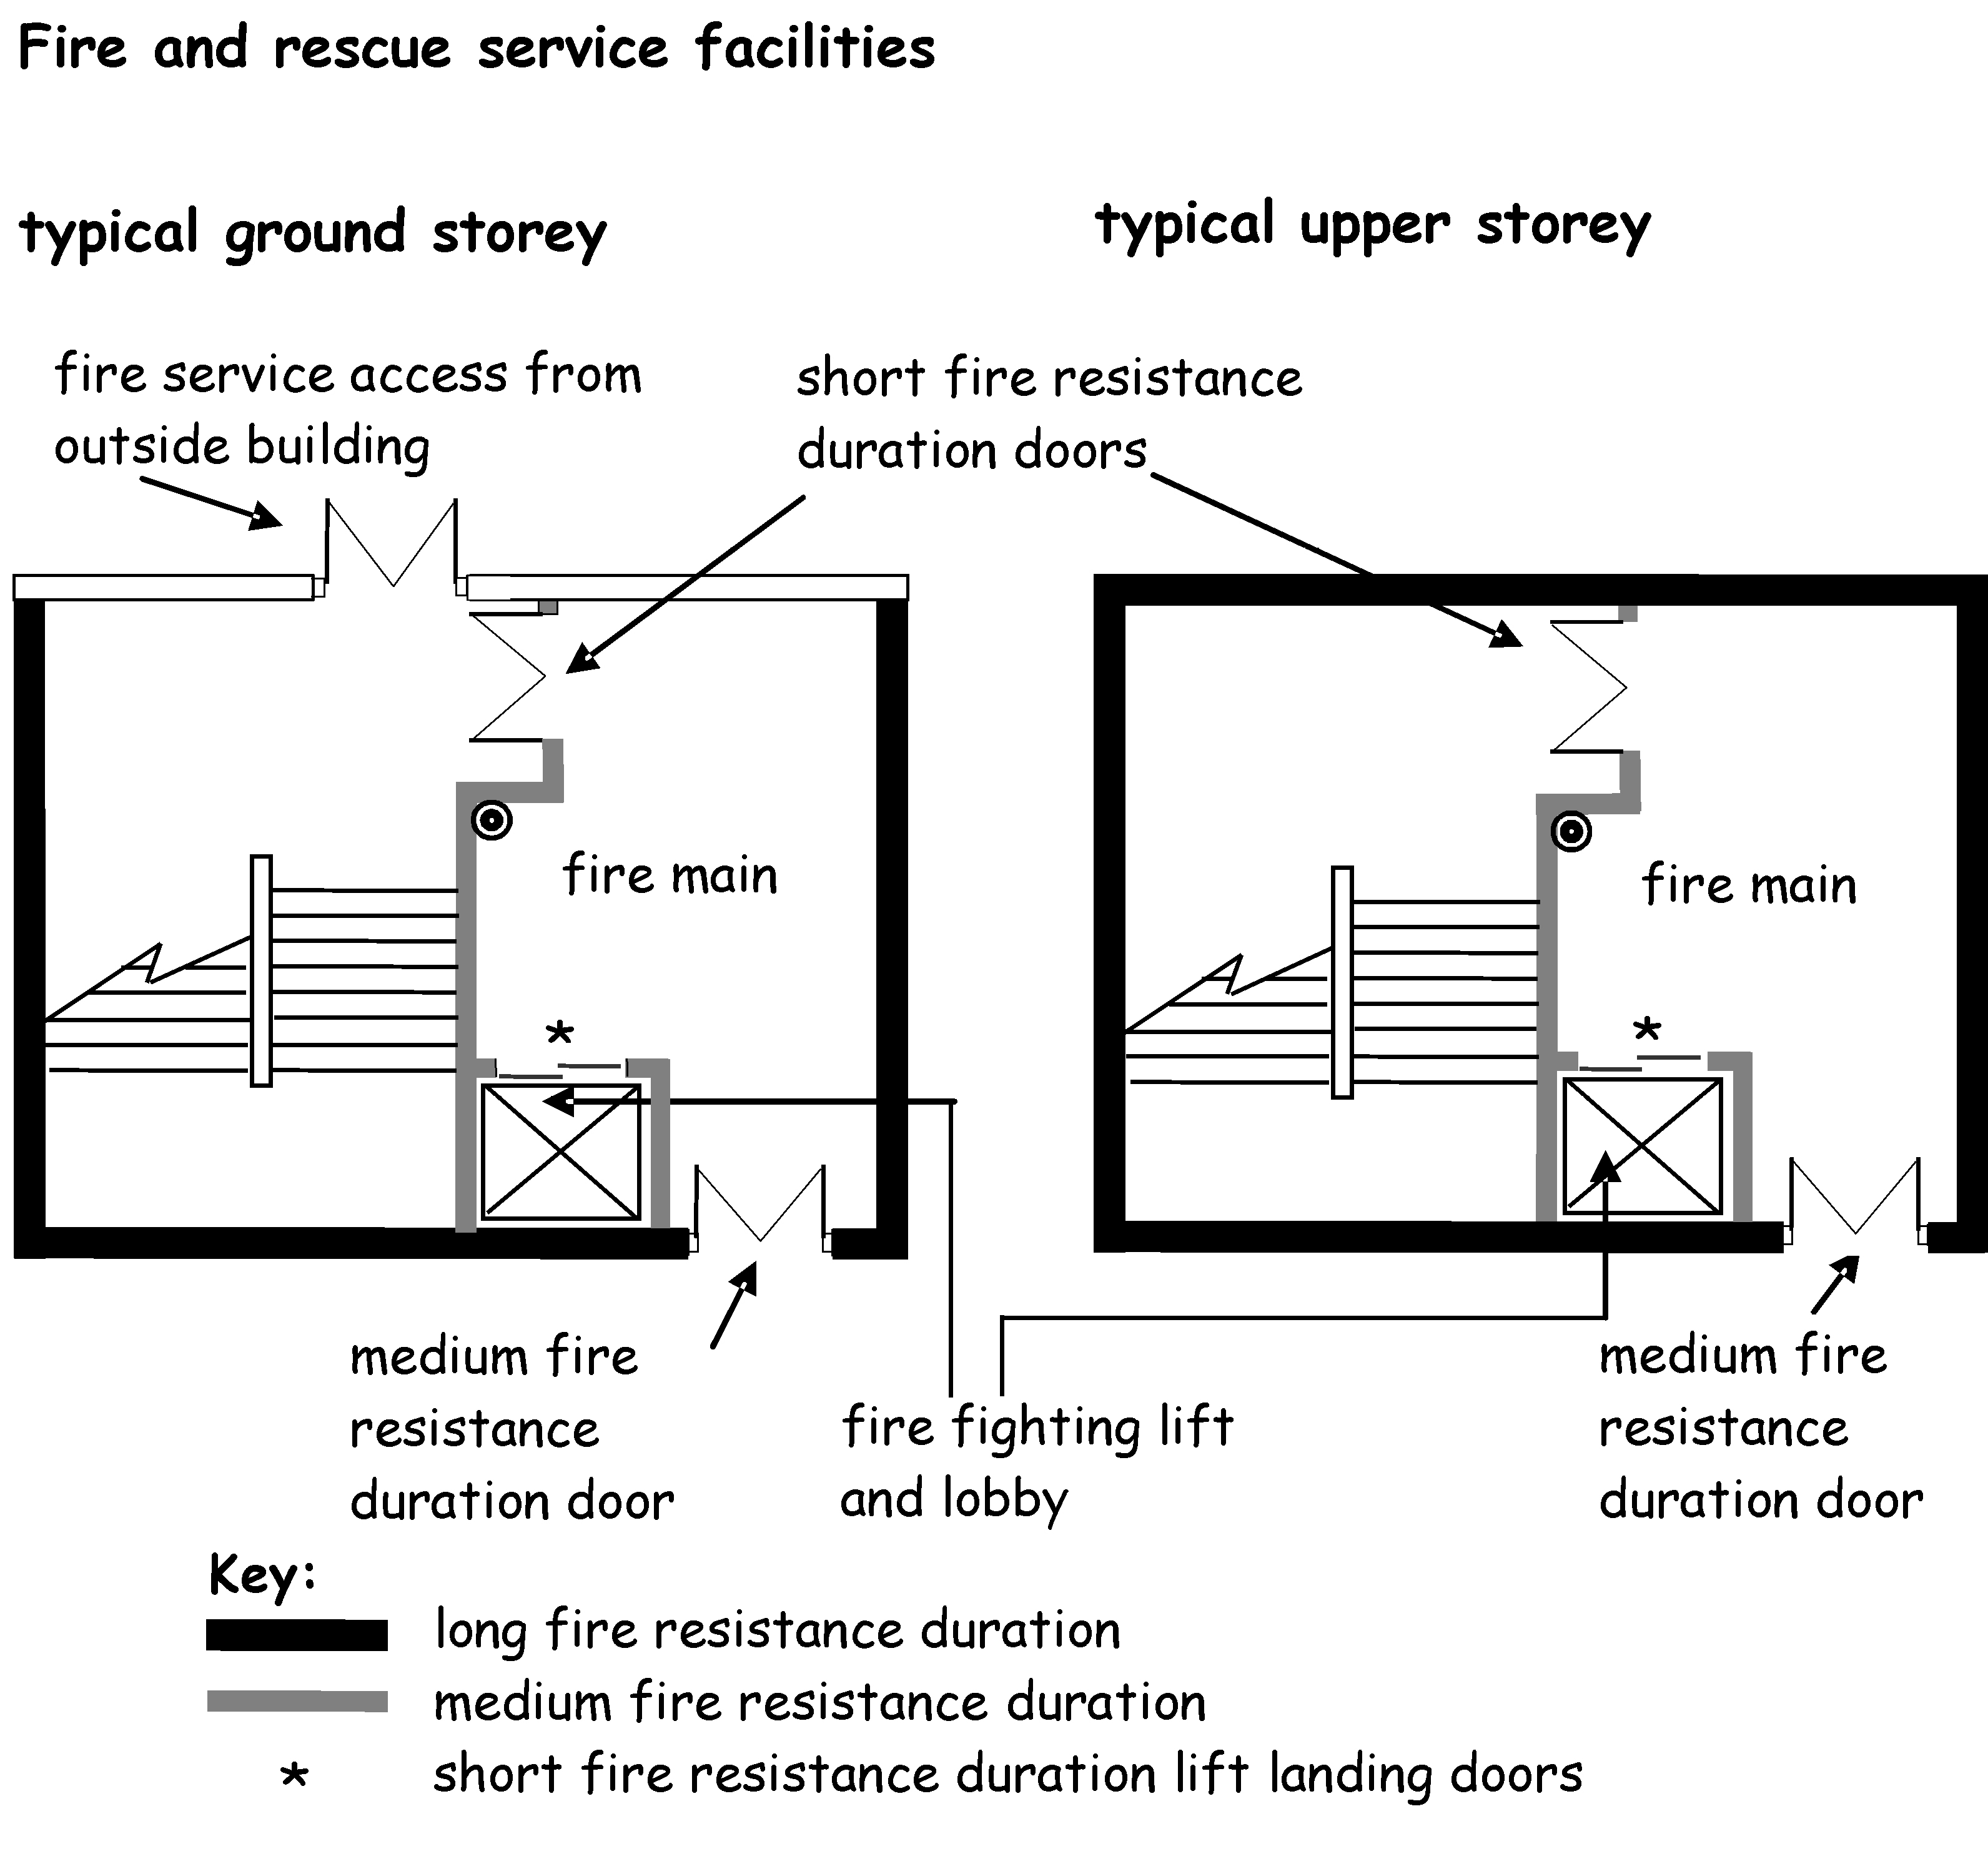 Fire and rescue service facilities
typical ground storey
typical upper storey
fire service access from
outside building
short fire resistance
duration doors
fire main
fire main
*
*
medium fire
resistance
duration door
fire fighting lift
and lobby
medium fire
resistance
duration door
Key:
long fire resistance duration
medium fire resistance duration
* short fire resistance duration lift landing doors